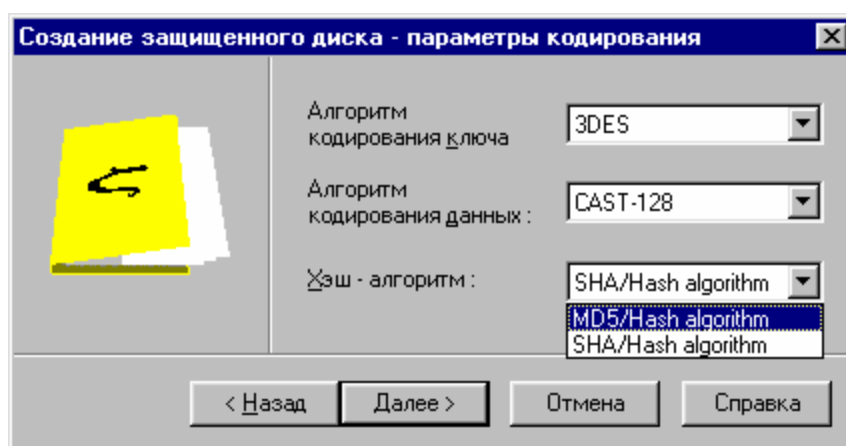 Создание защищенного диска - параметры кодирования
Алгоритм
кодирования ключа
3DES
Алгоритм
кодирования данных :
CAST-128
Хэш - алгоритм :
SHA/Hash algorithm
MD5/Hash algorithm
SHA/Hash algorithm
< Назад
Далее >
Отмена
Справка